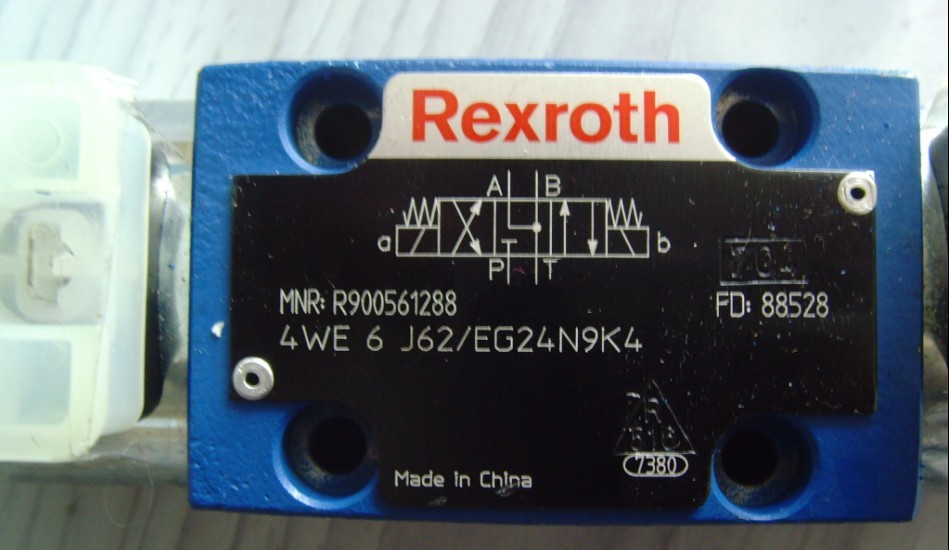 Rexroth
A B
a b
P T
MNR: R900561288 FD: 88528
4WE 6 J62/EG24N9K4
7380
Made in China